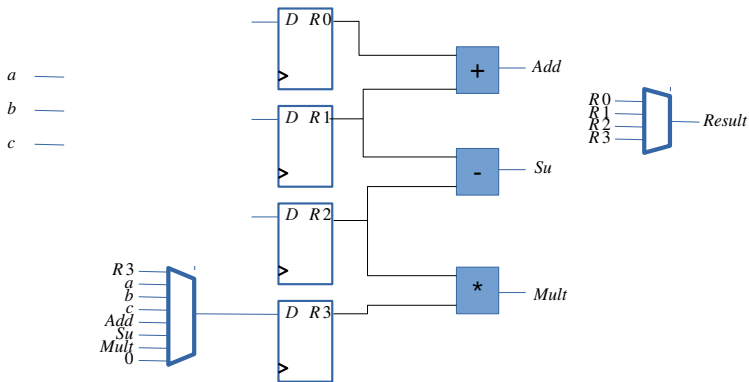 D R0
+ Add
a
b
c
R0
R1
R2
R3
Result
D R1
- Su
D R2
R3
a
b
c
Add
Su
Mult
0
* Mult
D R3